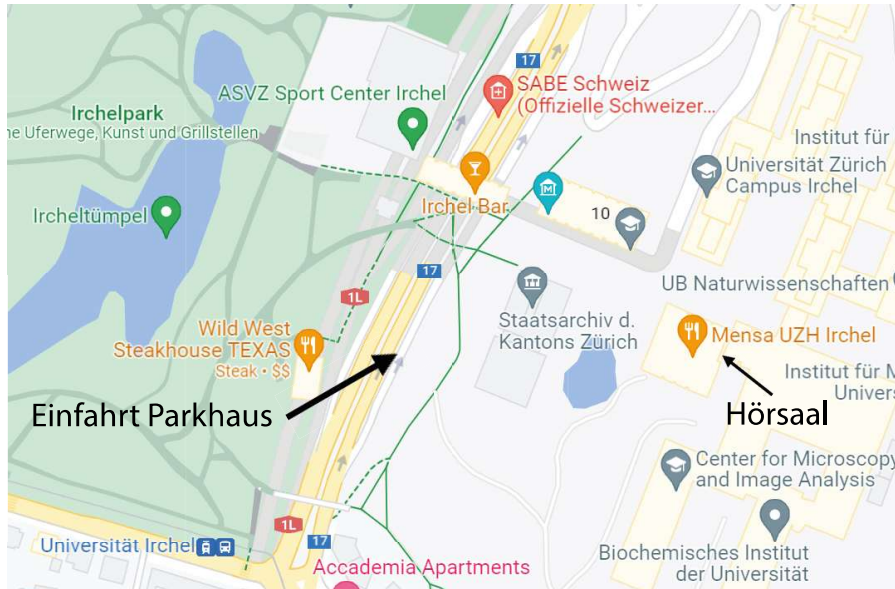 17
SABE Schweiz
(Offizielle Schweizer...
ASVZ Sport Center Irchel
Irchelpark
ne Uferwege, Kunst und Grillstellen
Institut für
Universität Zürich
Campus Irchel
Ircheltümpel
Irchel Bar
10
17
UB Naturwissenschaften
1L
Wild West
Steakhouse TEXAS
Steak • $$
Staatsarchiv d.
Kantons Zürich
Mensa UZH Irchel
Institut für M
Univers
Einfahrt Parkhaus
Hörsaal
Center for Microscopy
and Image Analysis
1L
Universität Irchel
17
Accademia Apartments
Biochemisches Institut
der Universität